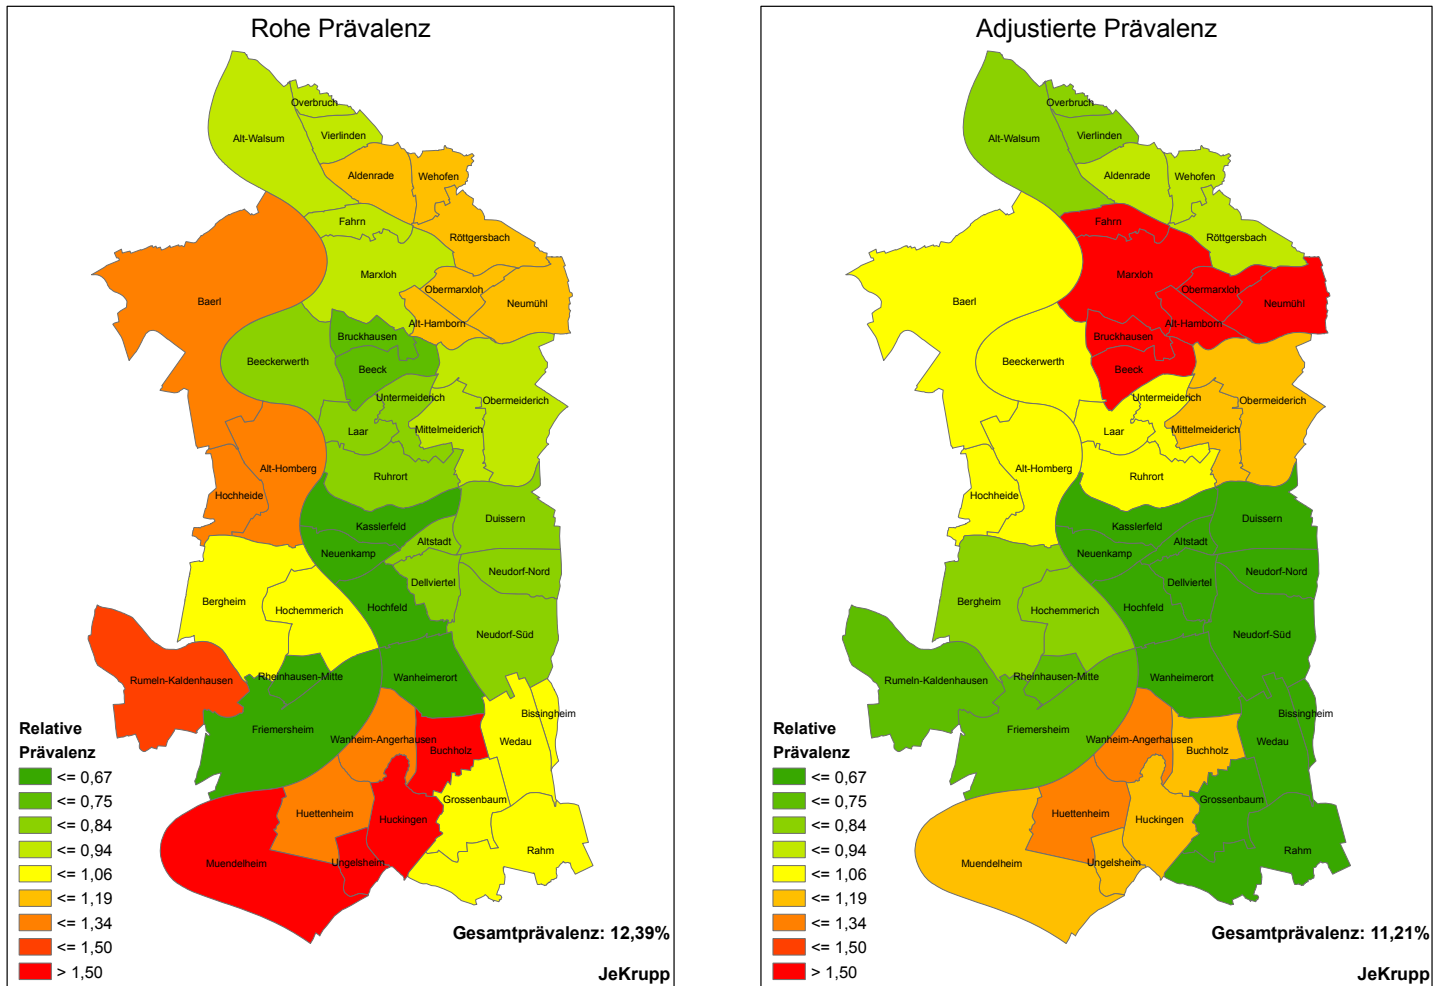 Rohe Prävalenz
Overbruch
Alt-Walsum
Vierlinden
Aldenrade
Wehofen
Fahrn
Röttgersbach
Marxloh
Obermarxloh
Baerl
Neumühl
Alt-Hamborn
Bruckhausen
Beeckerwerth
Beeck
Untermeiderich
Obermeiderich
Laar
Mittelmeiderich
Alt-Homberg
Ruhrort
Hochheide
Kasslerfeld
Duissern
Altstadt
Neuenkamp
Neudorf-Nord
Dellviertel
Bergheim
Hochemmerich
Hochfeld
Neudorf-Süd
Rumeln-Kaldenhausen
Rheinhausen-Mitte
Wanheimerort
Bissingheim
Friemersheim
Wanheim-Angerhausen
Wedau
Buchholz
Grossenbaum
Huettenheim
Huckingen
Muendelheim
Ungelsheim
Rahm
Relative
Prävalenz
<= 0,67
<= 0,75
<= 0,84
<= 0,94
<= 1,06
<= 1,19
<= 1,34
<= 1,50
> 1,50
Gesamtprävalenz: 12,39%
JeKrupp
Adjustierte Prävalenz
Overbruch
Alt-Walsum
Vierlinden
Aldenrade
Wehofen
Fahrn
Röttgersbach
Marxloh
Obermarxloh
Baerl
Neumühl
Alt-Hamborn
Bruckhausen
Beeckerwerth
Beeck
Untermeiderich
Obermeiderich
Laar
Mittelmeiderich
Alt-Homberg
Ruhrort
Hochheide
Kasslerfeld
Duissern
Altstadt
Neuenkamp
Neudorf-Nord
Dellviertel
Bergheim
Hochemmerich
Hochfeld
Neudorf-Süd
Rumeln-Kaldenhausen
Rheinhausen-Mitte
Wanheimerort
Bissingheim
Friemersheim
Wanheim-Angerhausen
Wedau
Buchholz
Grossenbaum
Huettenheim
Huckingen
Muendelheim
Ungelsheim
Rahm
Relative
Prävalenz
<= 0,67
<= 0,75
<= 0,84
<= 0,94
<= 1,06
<= 1,19
<= 1,34
<= 1,50
> 1,50
Gesamtprävalenz: 11,21%
JeKrupp